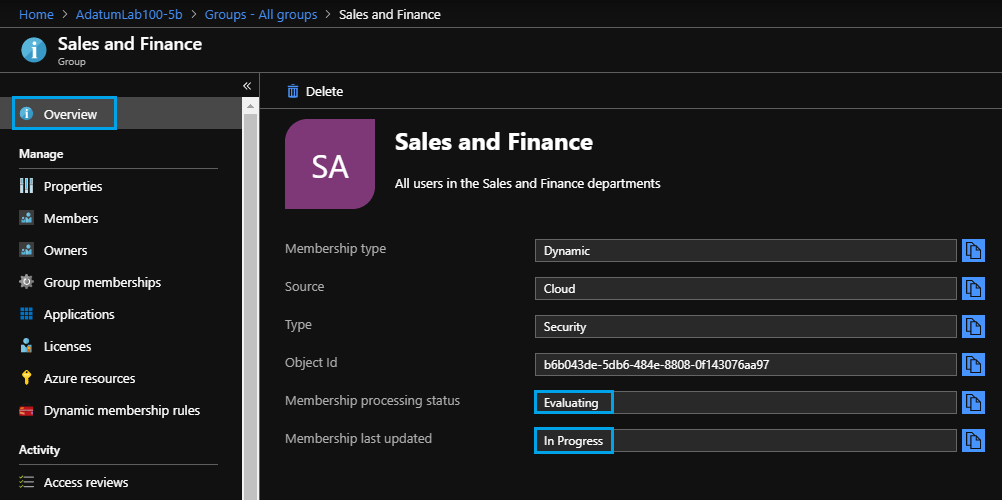 Home > AdatumLab100-5b > Groups - All groups > Sales and Finance
Sales and Finance
Group
«
Overview
Manage
Properties
Members
Owners
Group memberships
Applications
Licenses
Azure resources
Dynamic membership rules
Activity
Access reviews
Delete
SA
Sales and Finance
All users in the Sales and Finance departments
Membership type Dynamic
Source Cloud
Type Security
Object Id b6b043de-5db6-484e-8808-0f143076aa97
Membership processing status Evaluating
Membership last updated In Progress